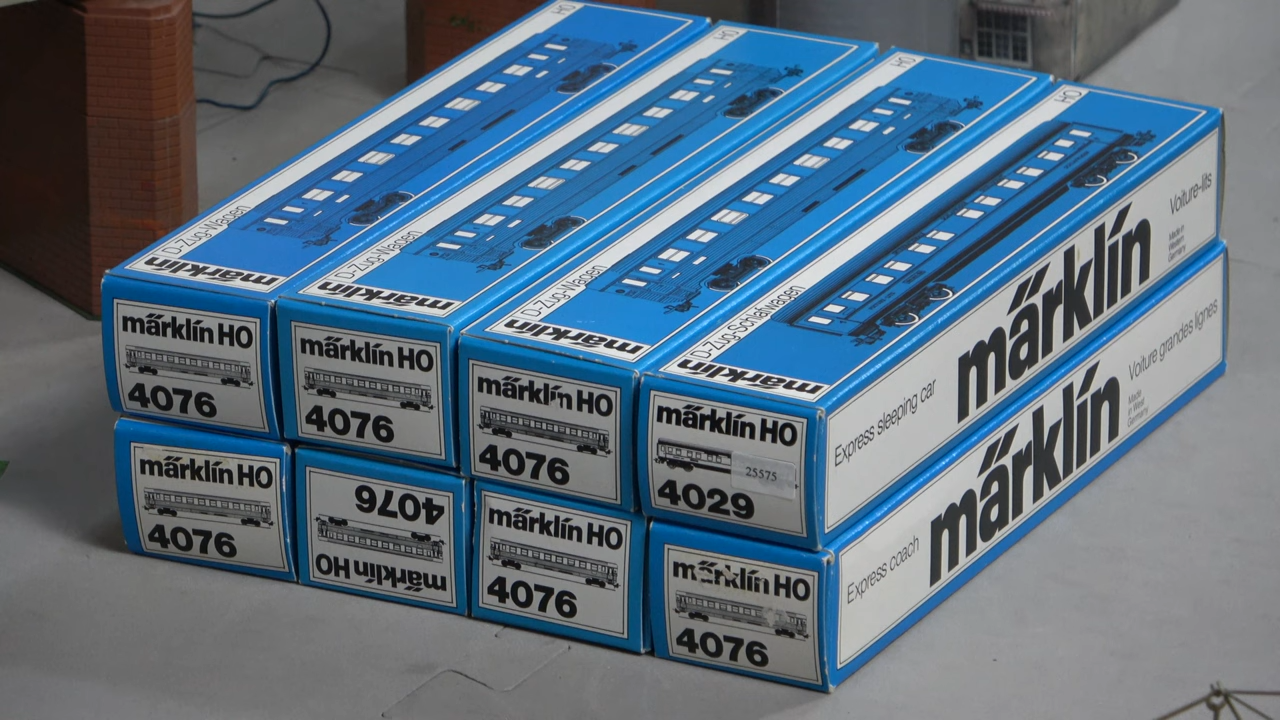 HO
D-Zug-Wagen
märklin
HO
D-Zug-Wagen
märklin
HO
D-Zug-Wagen
märklin
HO
D-Zug-Schlafwagen
märklin
märklin HO
4076
märklin HO
4076
märklin HO
4076
märklin HO
25575
4029
Express sleeping car
märklin
Made in
Western
Germany
Voiture-lits
märklin HO
4076
4076
märklin HO
märklin HO
4076
märklin HO
4076
Express coach
märklin
Made
in West
Germany
Voiture grandes lignes